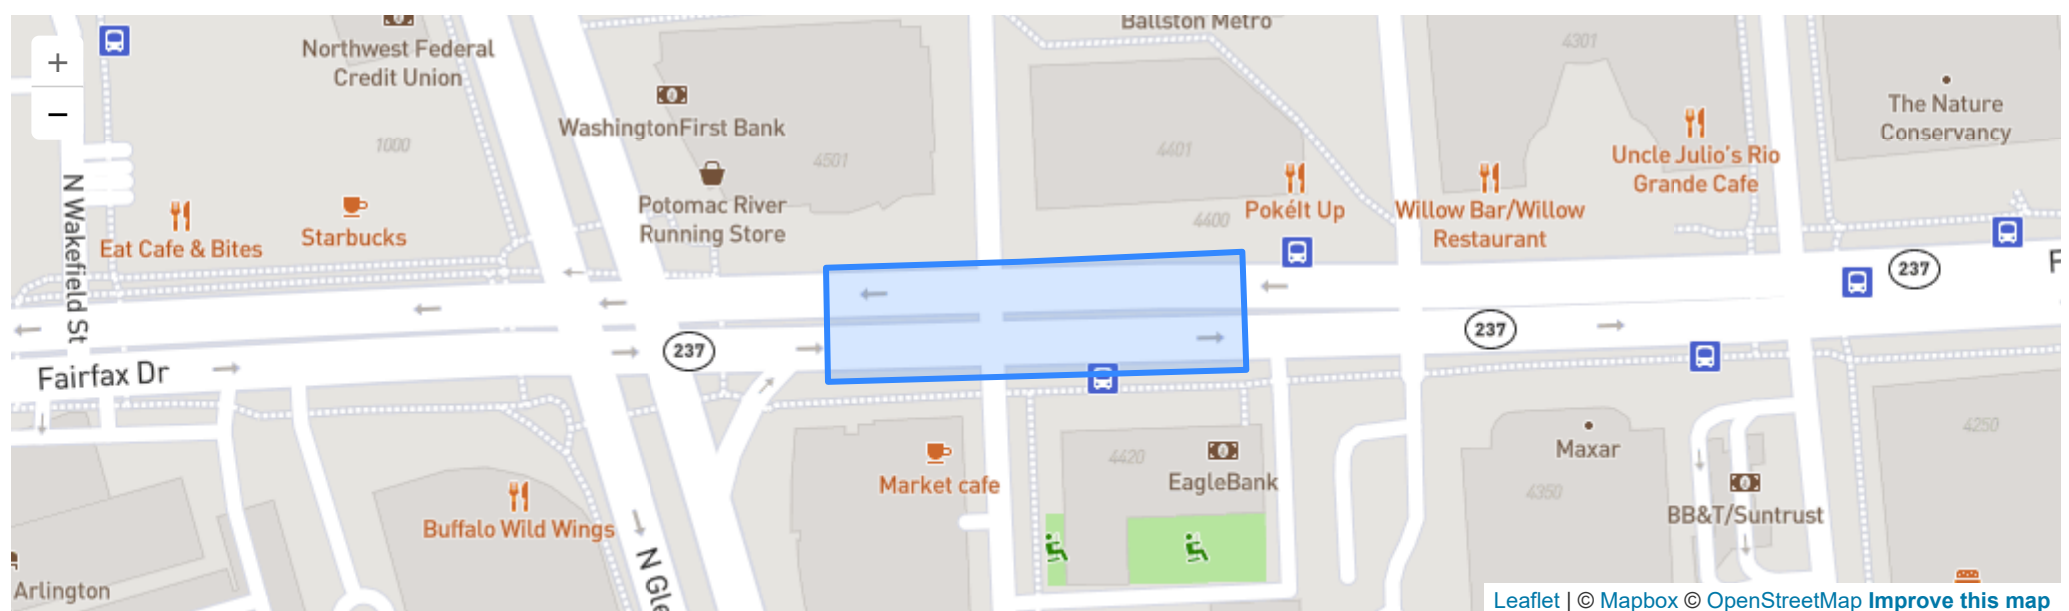 Ballston Metro
+
−
Northwest Federal
Credit Union
4301
The Nature
Conservancy
WashingtonFirst Bank
1000
4501
4401
Uncle Julio's Rio
Grande Cafe
N Wakefield St
Potomac River
Running Store
PokéIt Up
Willow Bar/Willow
Restaurant
4400
Eat Cafe & Bites
Starbucks
237
237
237
F
Fairfax Dr
4250
Market cafe
4420
EagleBank
Maxar
4350
Buffalo Wild Wings
BB&T/Suntrust
N Gle
Arlington
Leaflet | © Mapbox © OpenStreetMap Improve this map